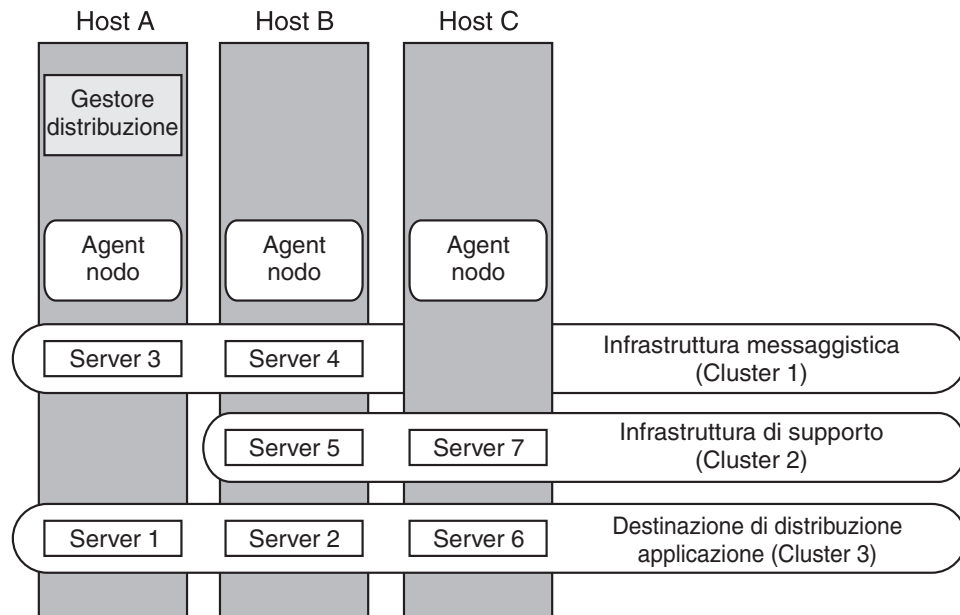 Host A
Host B
Host C
Gestore
distribuzione
Agent
nodo
Agent
nodo
Agent
nodo
Server 3
Server 4
Infrastruttura messaggistica
(Cluster 1)
Server 5
Server 7
Infrastruttura di supporto
(Cluster 2)
Server 1
Server 2
Server 6
Destinazione di distribuzione
applicazione (Cluster 3)